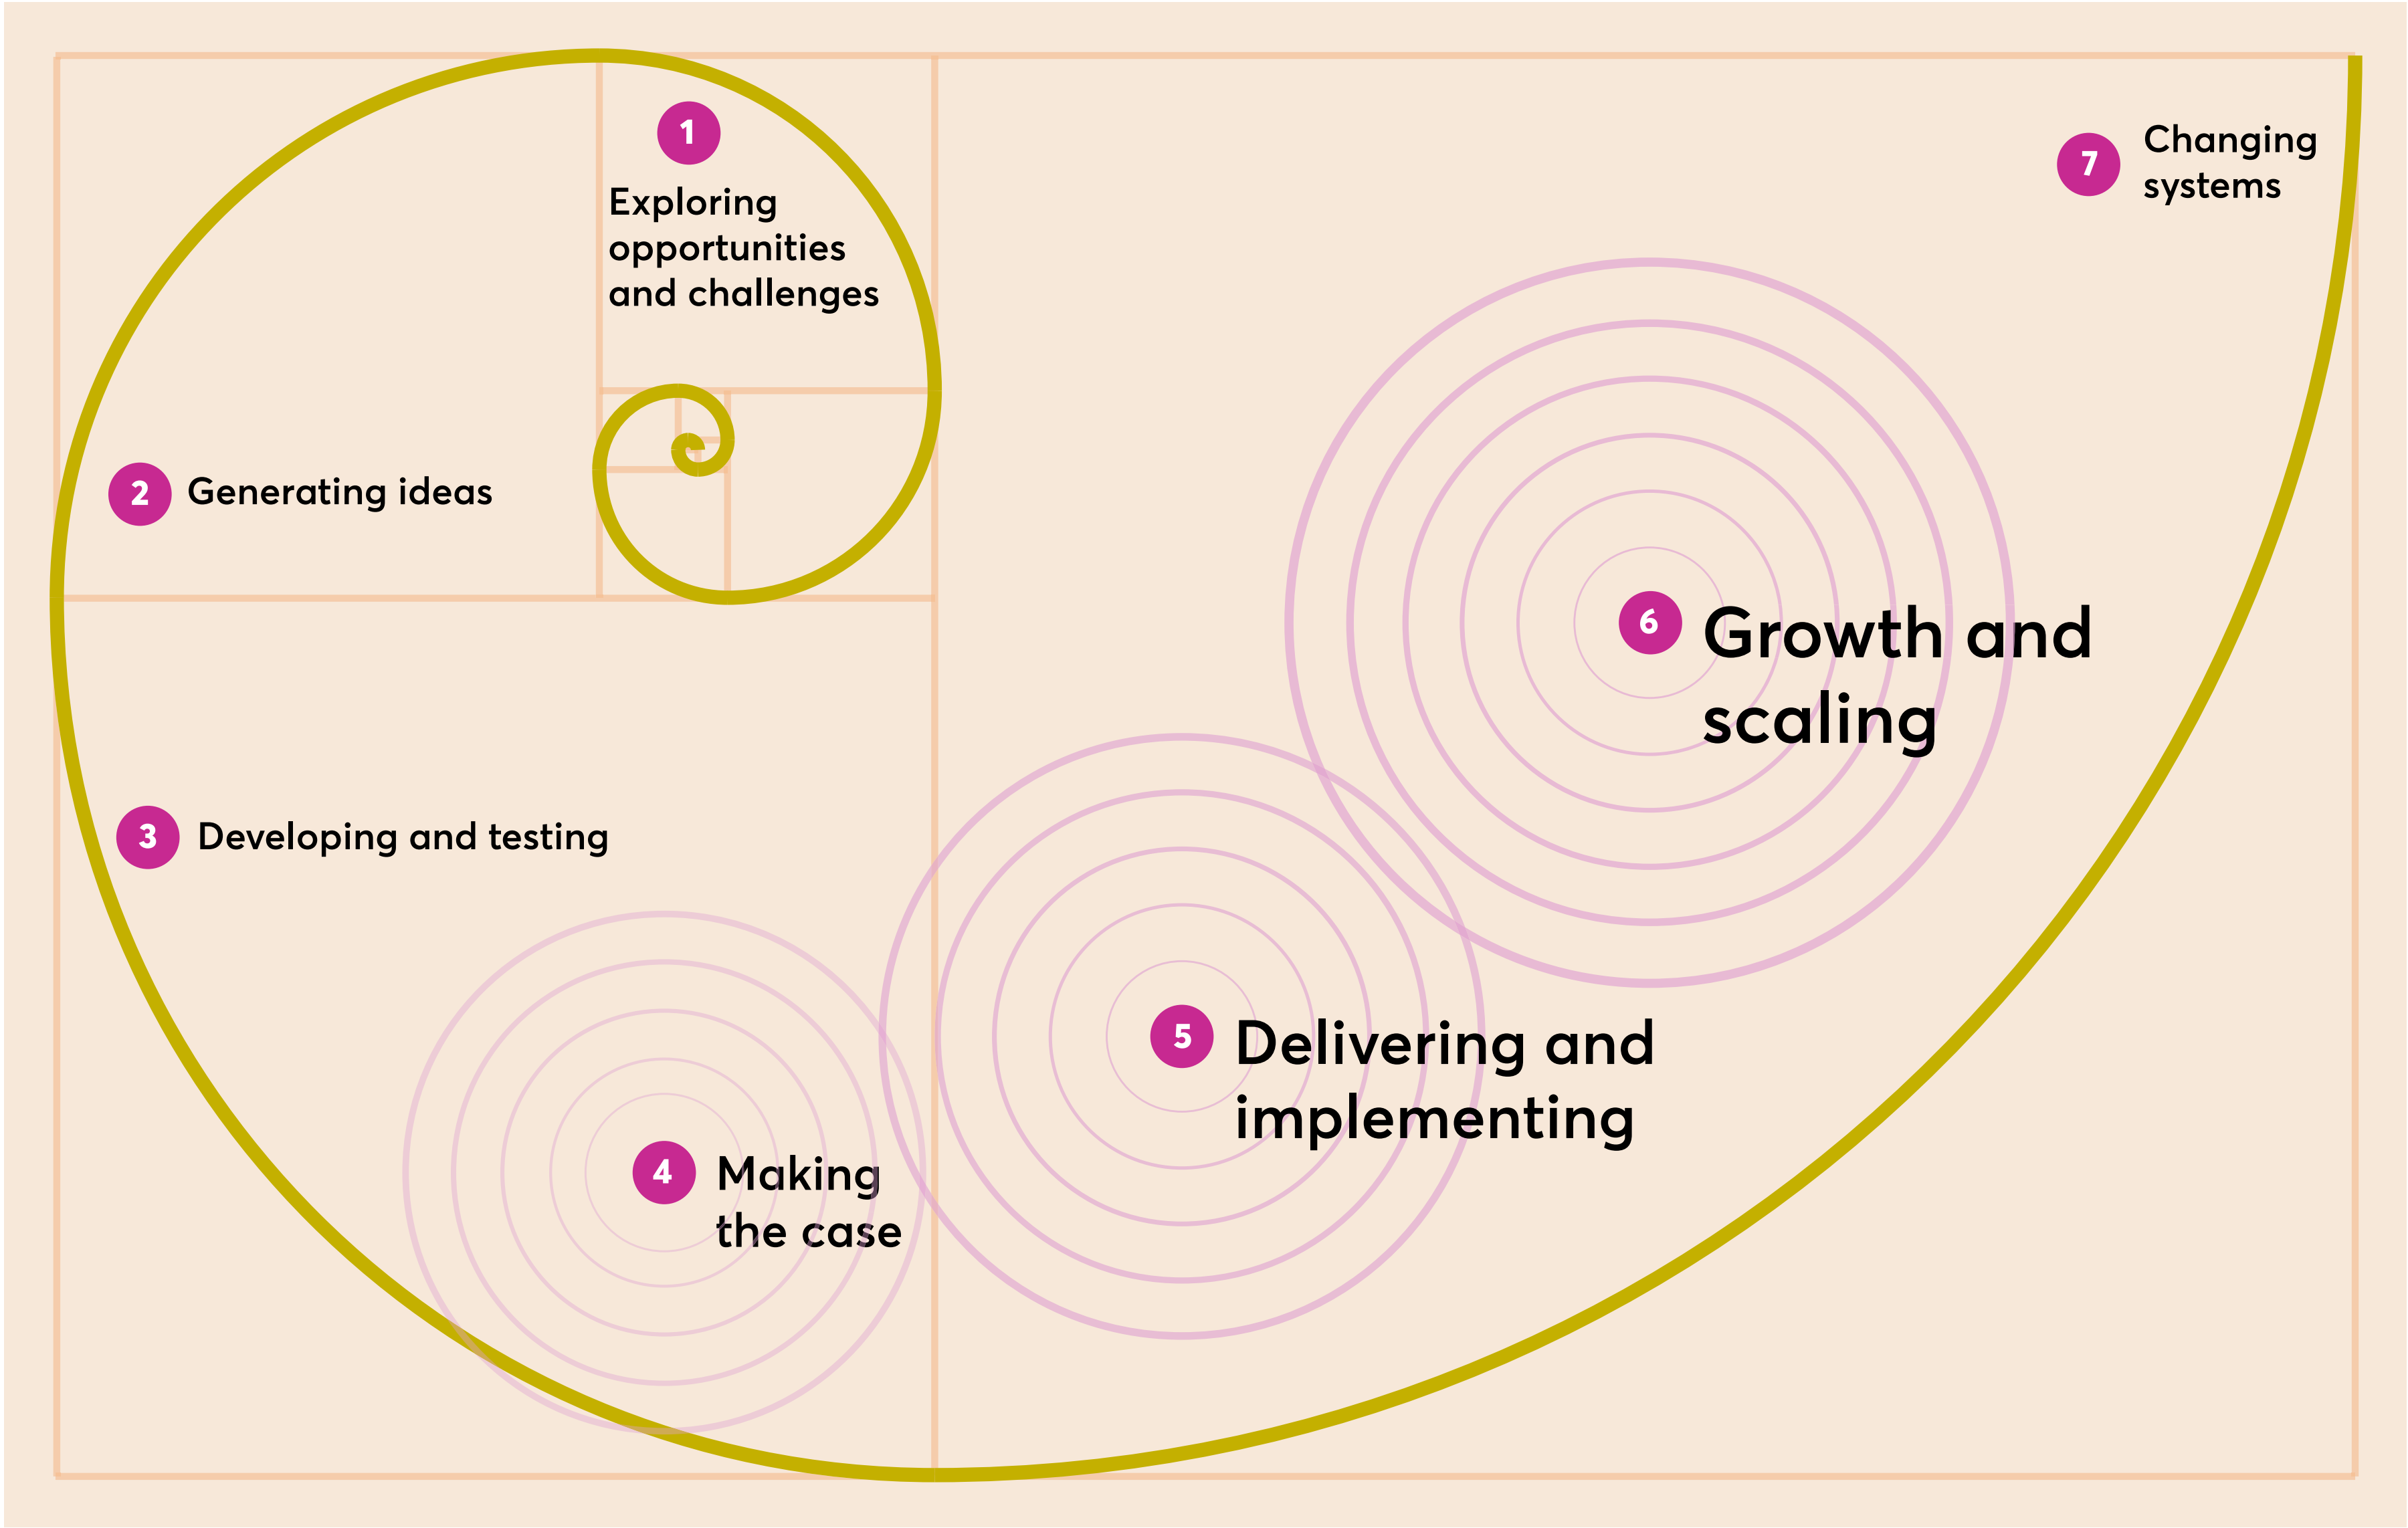 1
Exploring
opportunities
and challenges
2 Generating ideas
3 Developing and testing
4 Making
the case
5 Delivering and
implementing
6 Growth and
scaling
7 Changing
systems